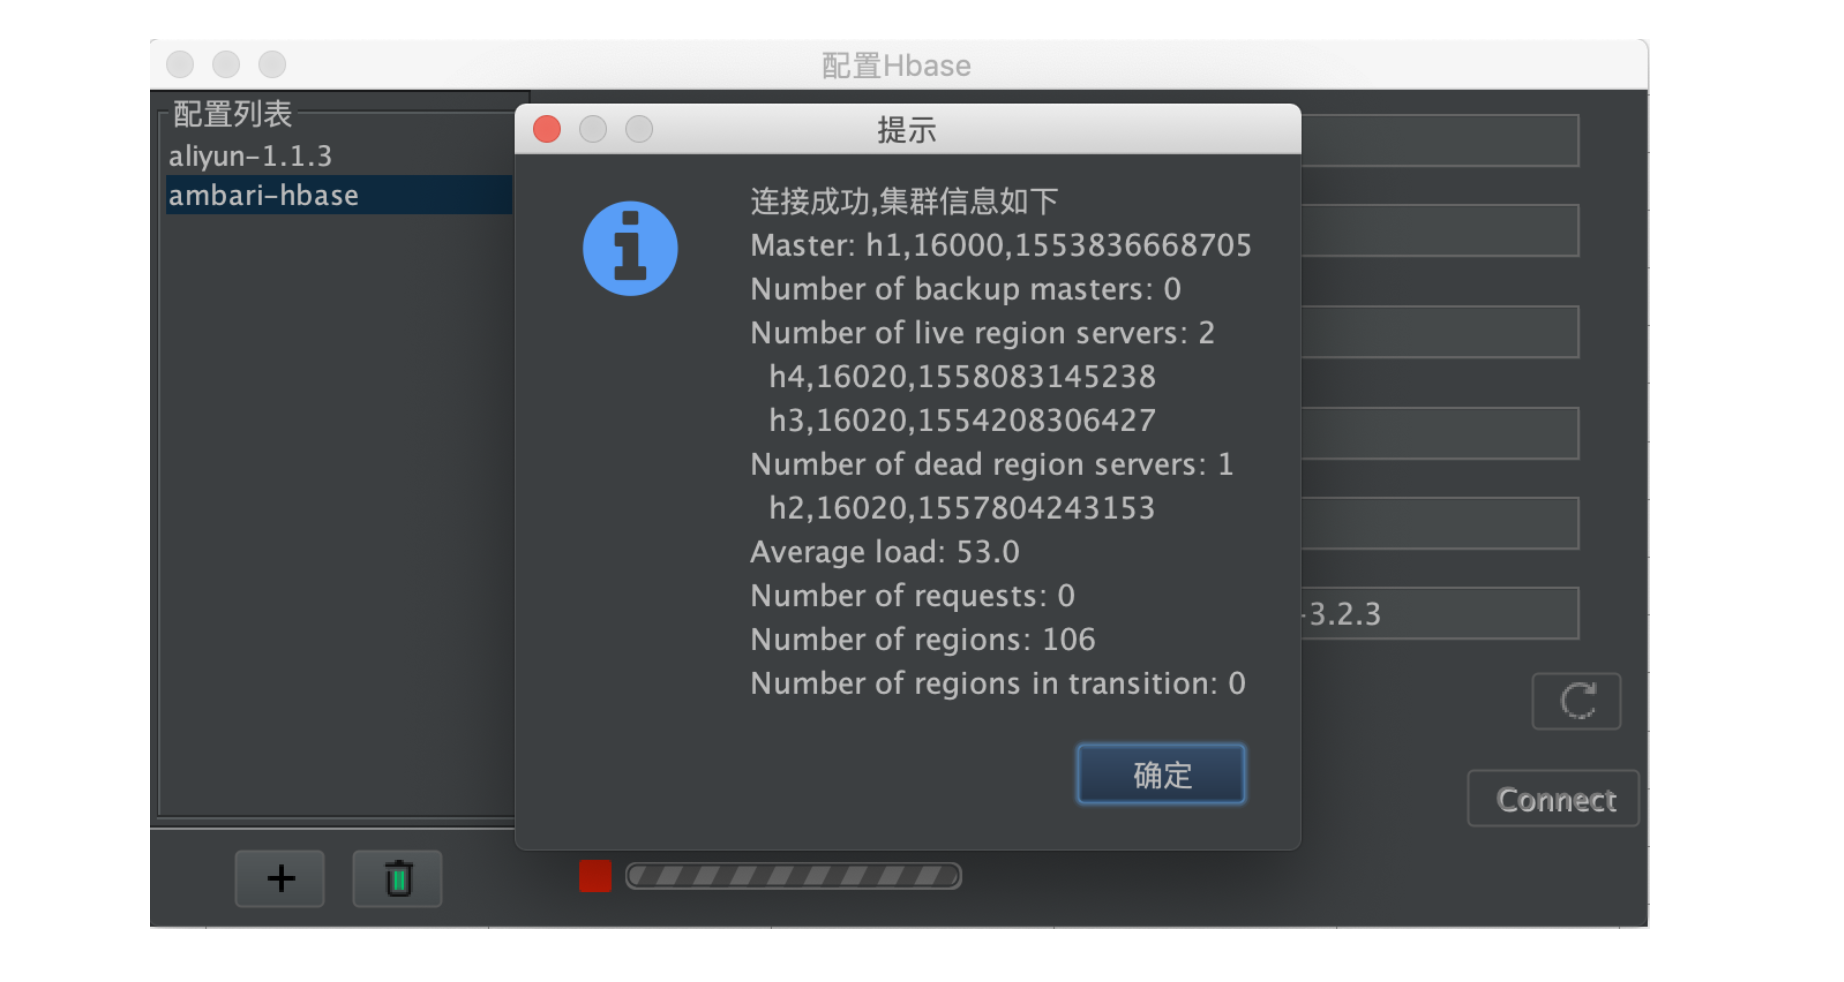 配置Hbase
配置列表
aliyun-1.1.3
ambari-hbase
提示
连接成功,集群信息如下
Master: h1,16000,1553836668705
Number of backup masters: 0
Number of live region servers: 2
h4,16020,1558083145238
h3,16020,1554208306427
Number of dead region servers: 1
h2,16020,1557804243153
Average load: 53.0
Number of requests: 0
Number of regions: 106
Number of regions in transition: 0
确定
-3.2.3
Connect